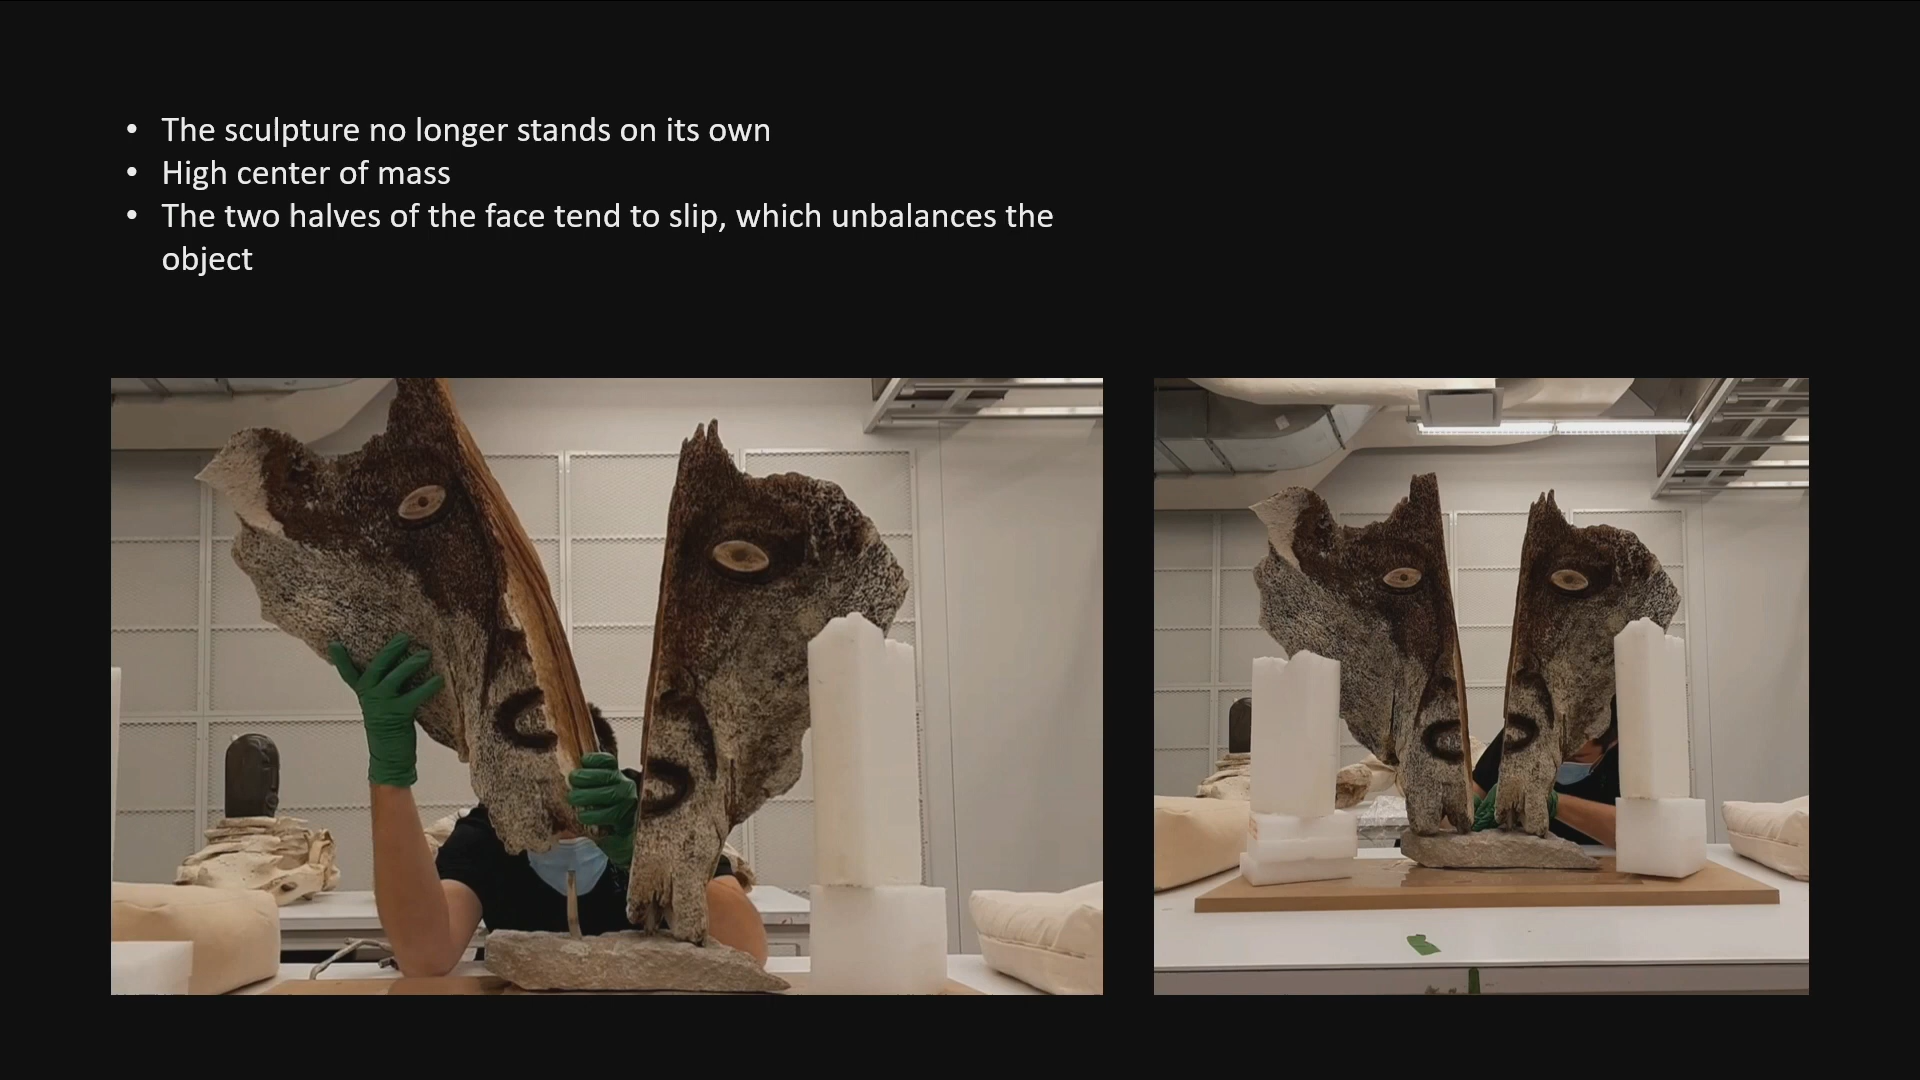 • The sculpture no longer stands on its own
• High center of mass
• The two halves of the face tend to slip, which unbalances the
object